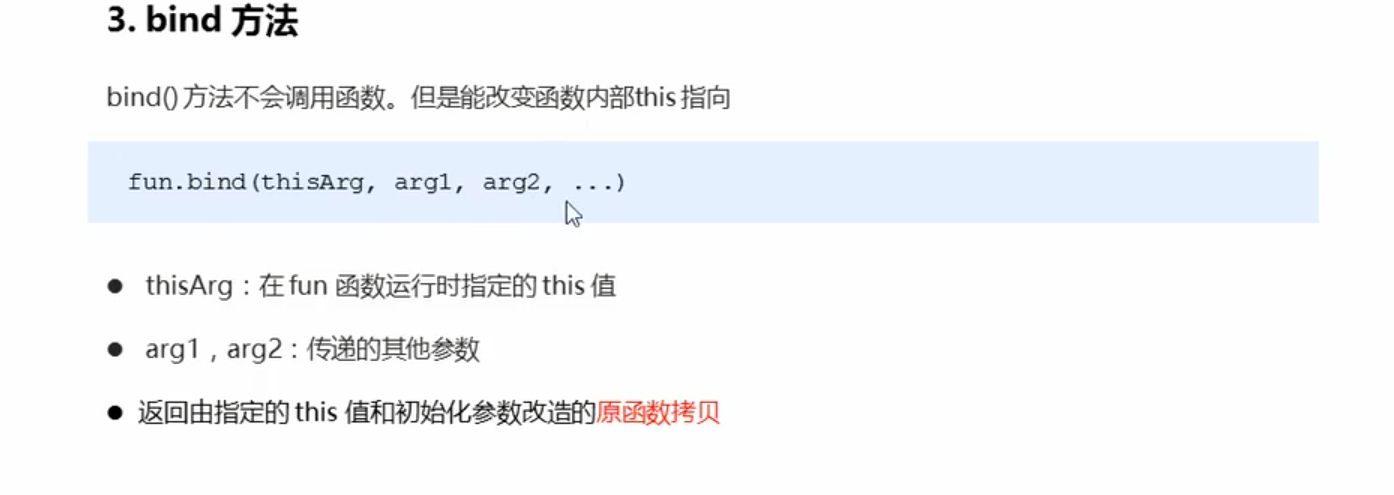 3. bind 方法
bind()方法不会调用函数。但是能改变函数内部this 指向
fun.bind(thisArg, arg1, arg2, ...)
● thisArg：在 fun 函数运行时指定的 this 值
● arg1，arg2：传递的其他参数
● 返回由指定的 this 值和初始化参数改造的原函数拷贝